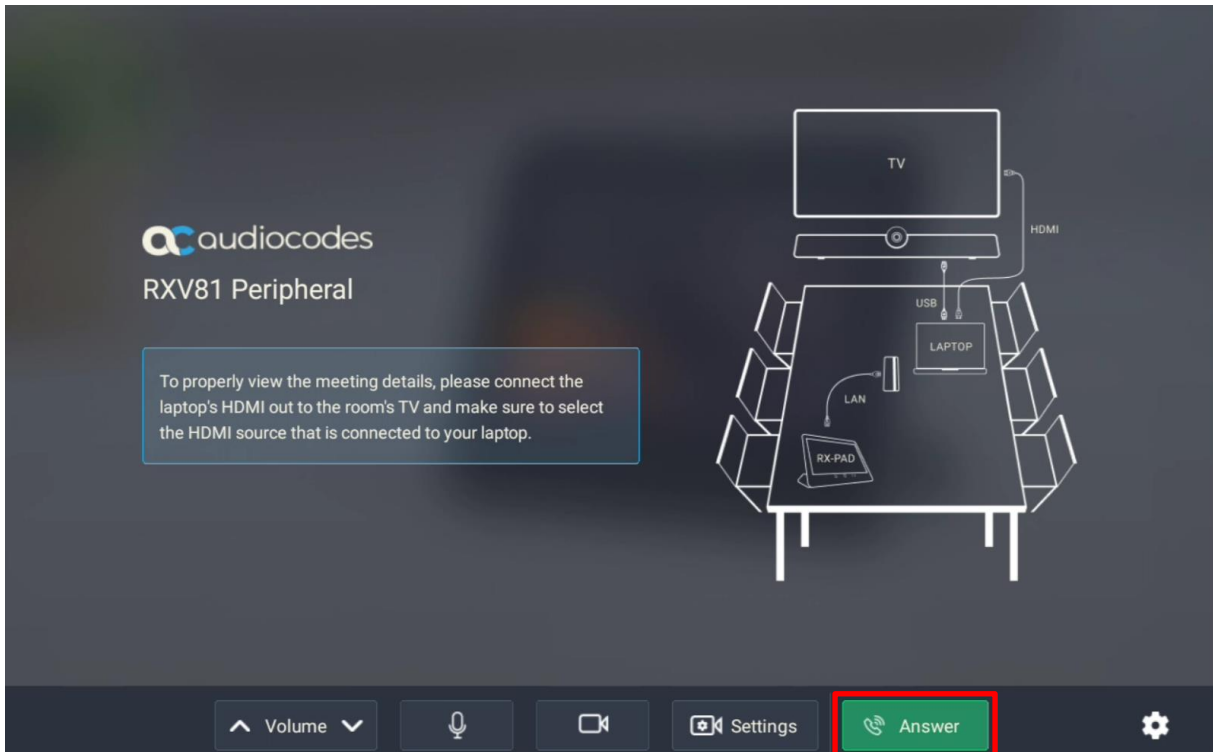 audiocodes
RXV81 Peripheral
To properly view the meeting details, please connect the
laptop's HDMI out to the room's TV and make sure to select
the HDMI source that is connected to your laptop.
TV
HDMI
USB
LAPTOP
LAN
RX-PAD
Volume
Settings
Answer